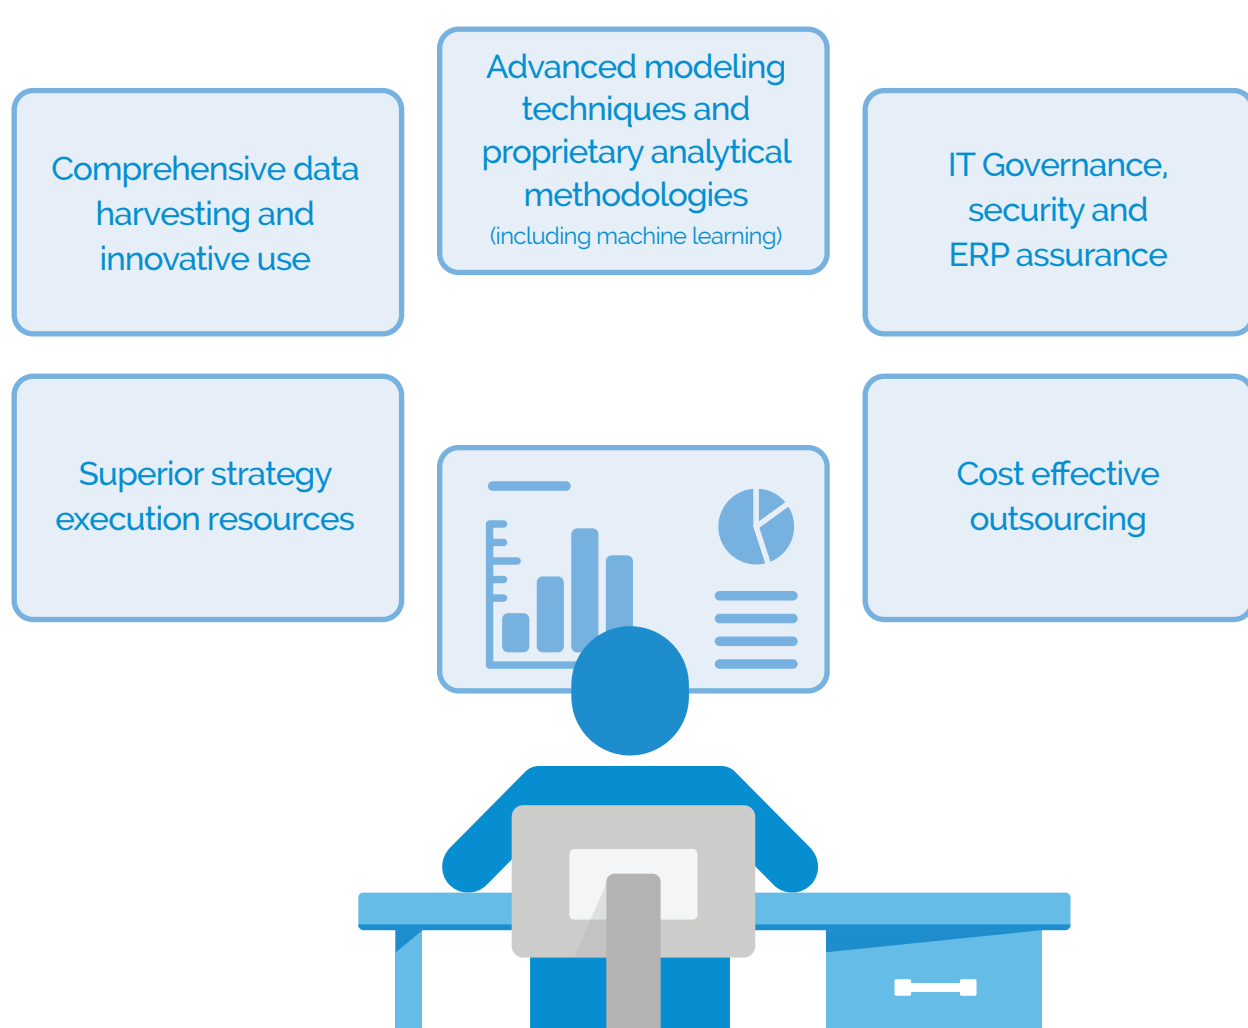 Comprehensive data
harvesting and
innovative use
Advanced modeling
techniques and
proprietary analytical
methodologies
(including machine learning)
IT Governance,
security and
ERP assurance
Superior strategy
execution resources
Cost effective
outsourcing